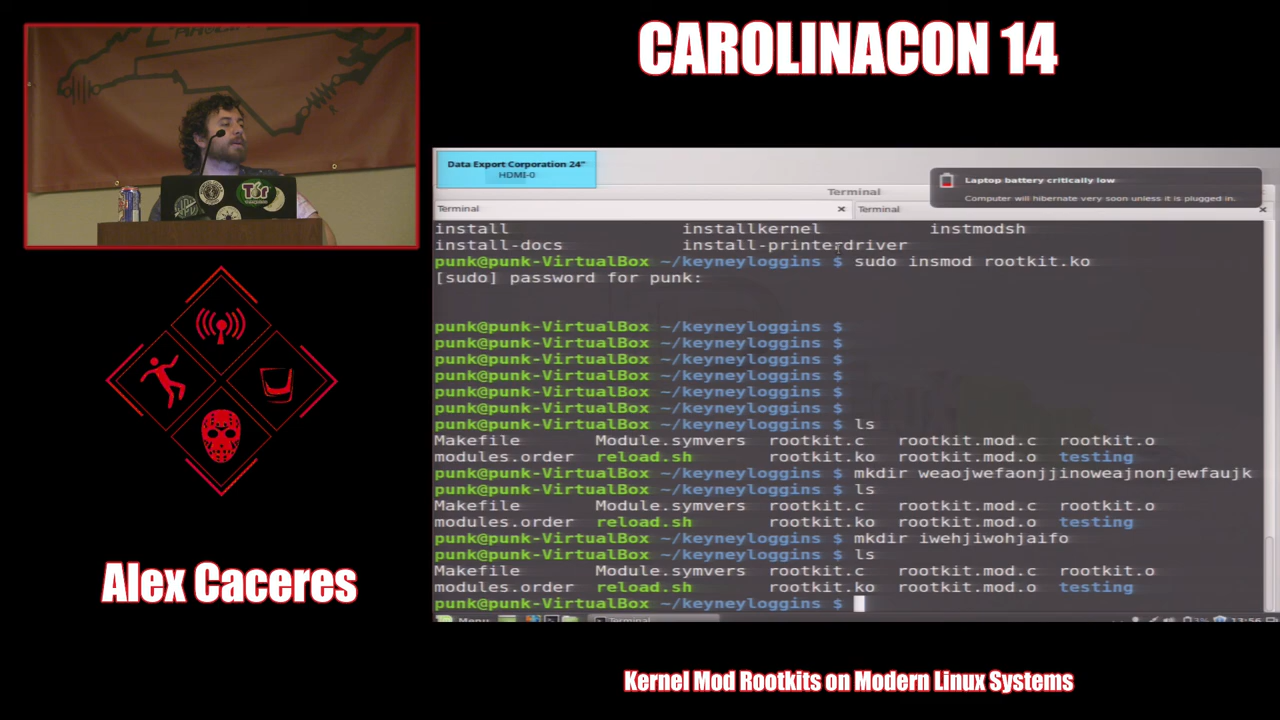 CAROLINACON 14
Data Export Corporation 24"
HDMI-0
Laptop battery critically low
Computer will hibernate very soon unless it is plugged in.
Terminal
Terminal
Terminal
install installkernel instmodsh
install-docs install-printerdriver
punk@punk-VirtualBox ~/keyneyloggins $ sudo insmod rootkit.ko
[sudo] password for punk:
punk@punk-VirtualBox ~/keyneyloggins $
punk@punk-VirtualBox ~/keyneyloggins $
punk@punk-VirtualBox ~/keyneyloggins $
punk@punk-VirtualBox ~/keyneyloggins $
punk@punk-VirtualBox ~/keyneyloggins $
punk@punk-VirtualBox ~/keyneyloggins $
punk@punk-VirtualBox ~/keyneyloggins $ ls
Makefile Module.symvers rootkit.c rootkit.mod.c rootkit.o
modules.order reload.sh rootkit.ko rootkit.mod.o testing
punk@punk-VirtualBox ~/keyneyloggins $ mkdir weaojwefaonjjinoweajnonjewfaujk
punk@punk-VirtualBox ~/keyneyloggins $ ls
Makefile Module.symvers rootkit.c rootkit.mod.c rootkit.o
modules.order reload.sh rootkit.ko rootkit.mod.o testing
punk@punk-VirtualBox ~/keyneyloggins $ mkdir iwehjiwohjaifo
punk@punk-VirtualBox ~/keyneyloggins $ ls
Makefile Module.symvers rootkit.c rootkit.mod.c rootkit.o
modules.order reload.sh rootkit.ko rootkit.mod.o testing
punk@punk-VirtualBox ~/keyneyloggins $
Menu Terminal 13:56
Tor
Alex Caceres
Kernel Mod Rootkits on Modern Linux Systems